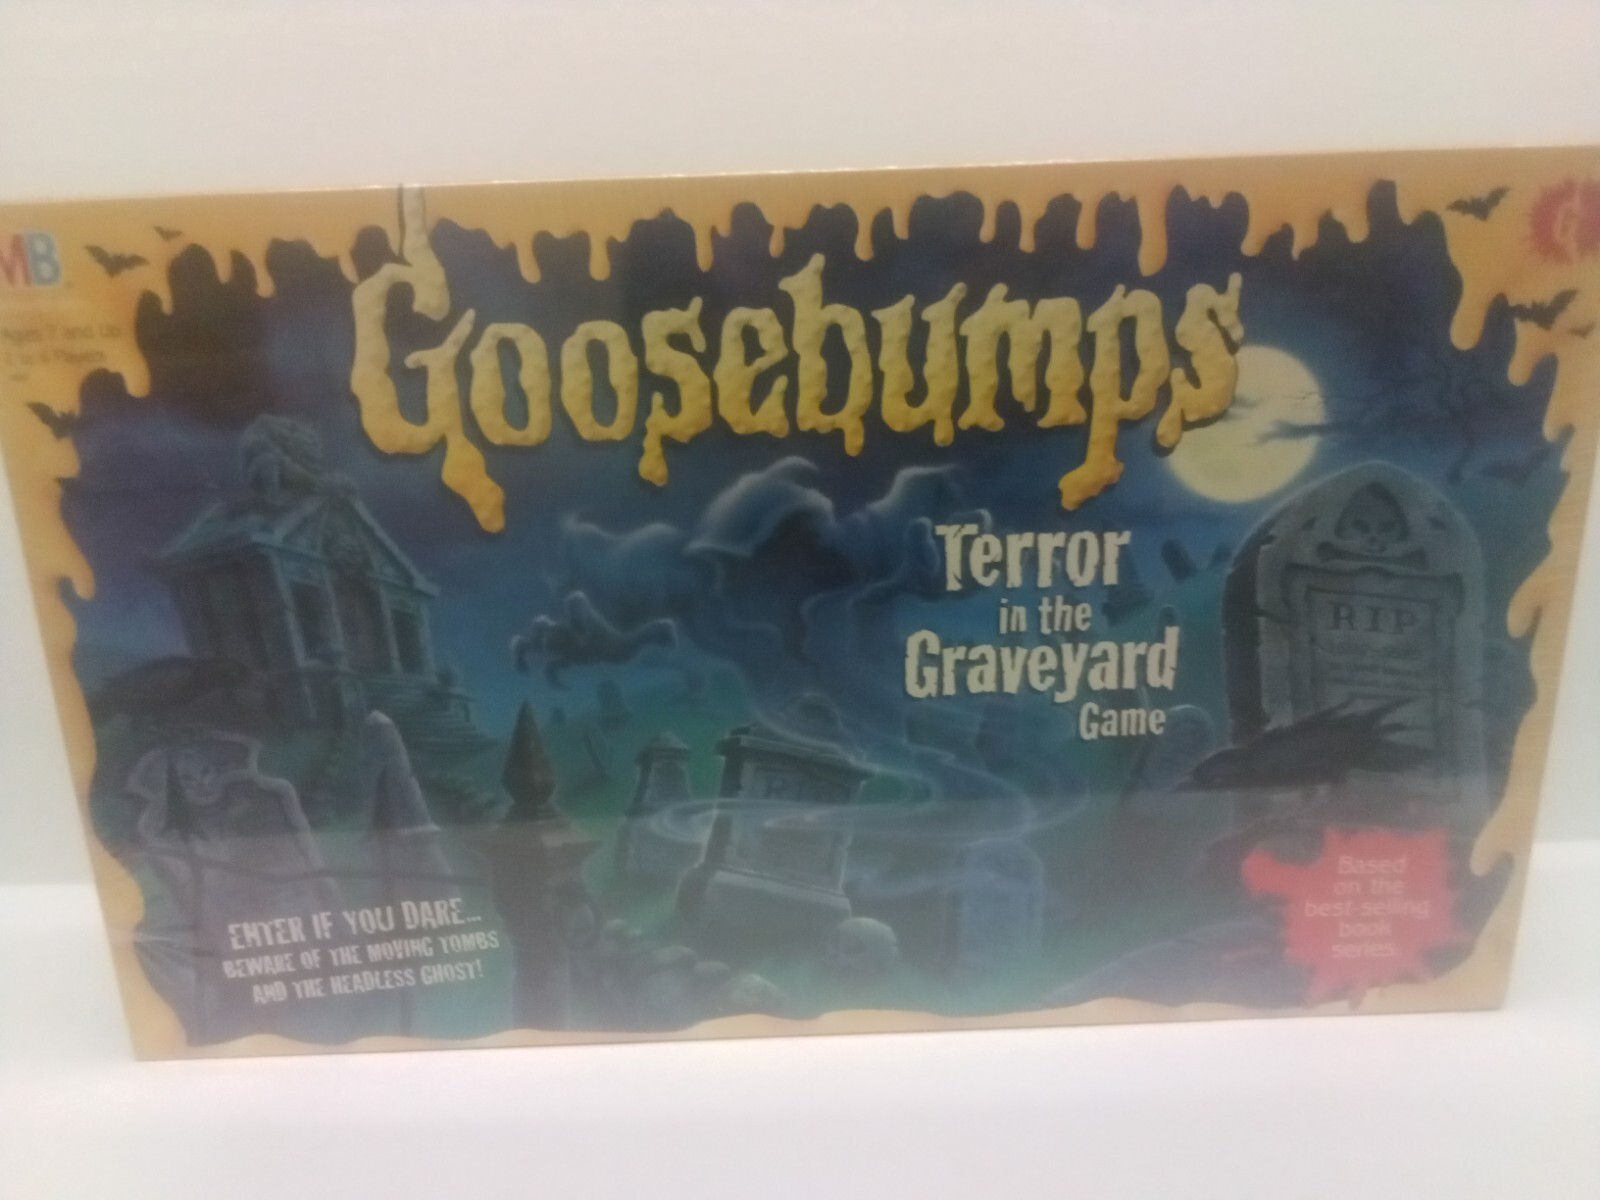 MB
Ages 7 and Up
2 to 4 Players
Goosebumps
Terror
in the
Graveyard
Game
RIP
RIP
ENTER IF YOU DARE...
BEWARE OF THE MOVING TOMBS
AND THE HEADLESS GHOST!
Based
on the
best selling
book
series.